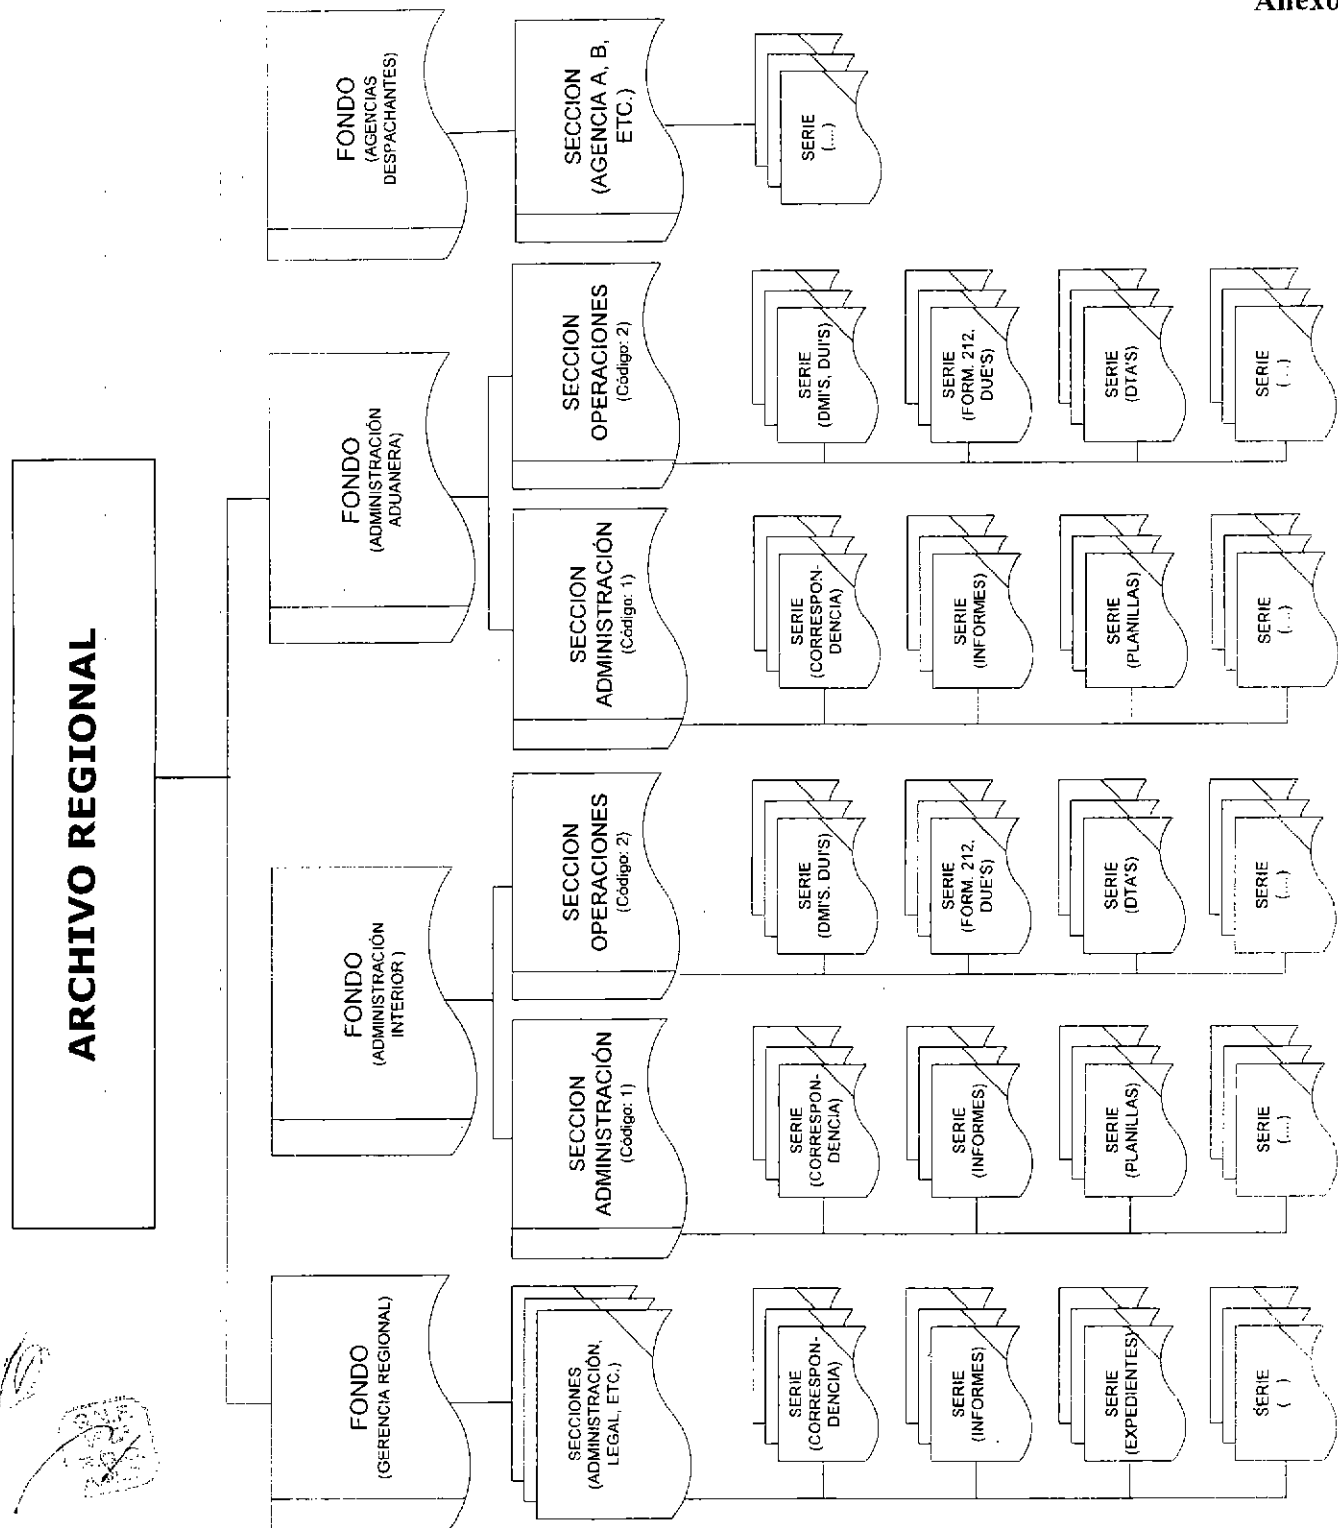 Anexo
ARCHIVO REGIONAL
FONDO
(GERENCIA REGIONAL)
FONDO
(ADMINISTRACIÓN
INTERIOR)
FONDO
(ADMINISTRACIÓN
ADUANERA)
FONDO
(AGENCIAS
DESPACHANTES)
SECCIONES
(ADMINISTRACIÓN,
LEGAL, ETC.)
SECCION
ADMINISTRACIÓN
(Código: 1)
SECCION
OPERACIONES
(Código: 2)
SECCION
ADMINISTRACIÓN
(Código: 1)
SECCION
OPERACIONES
(Código: 2)
SECCION
(AGENCIA A, B,
ETC.)
SERIE
(CORRESPON-
DENCIA)
SERIE
(CORRESPON-
DENCIA)
SERIE
(DMI'S. DUI'S)
SERIE
(CORRESPON-
DENCIA)
SERIE
(DMI'S, DUI'S)
SERIE
(....)
SERIE
(INFORMES)
SERIE
(INFORMES)
SERIE
(FORM. 212.
DUE'S)
SERIE
(INFORMES)
SERIE
(FORM. 212.
DUE'S)
SERIE
(EXPEDIENTES)
SERIE
(PLANILLAS)
SERIE
(DTA'S)
SERIE
(PLANILLAS)
SERIE
(DTA'S)
SERIE
( )
SERIE
(....)
SERIE
(....)
SERIE
(....)
SERIE
(...)